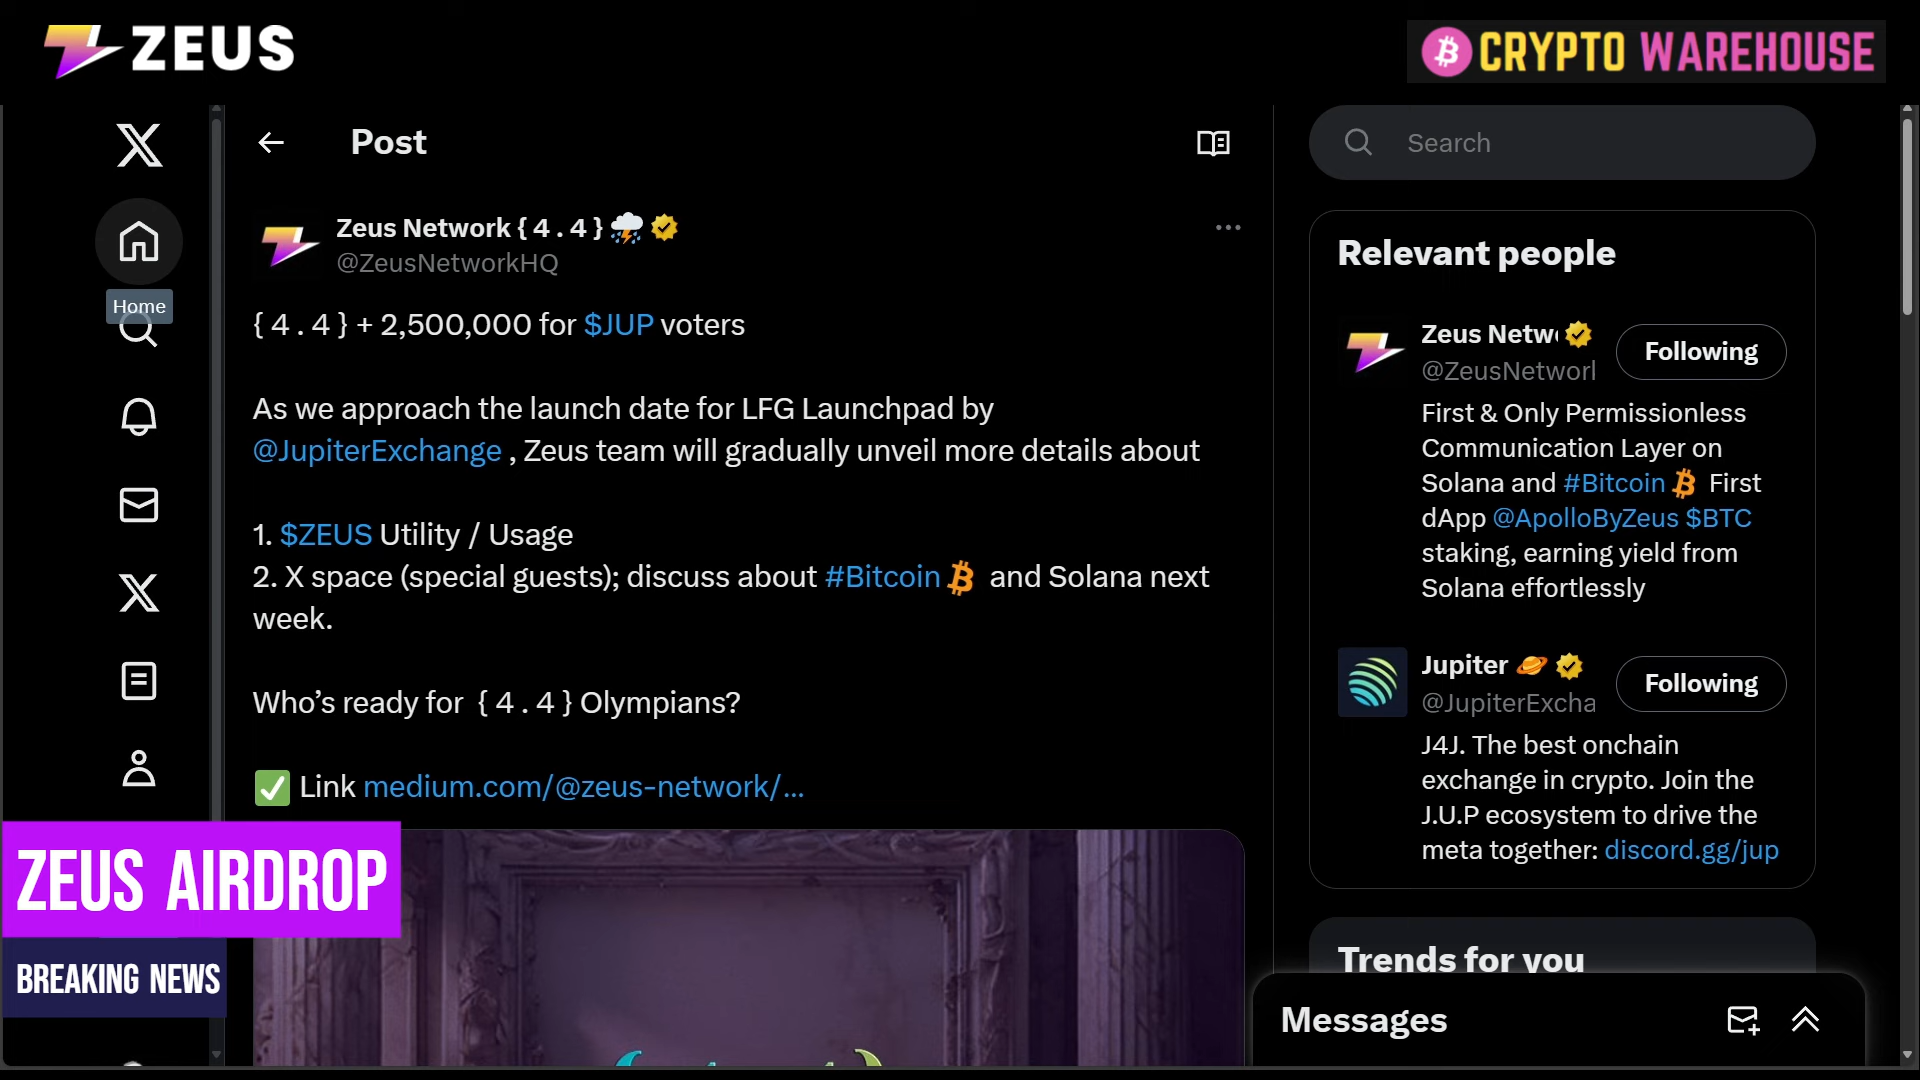 ZEUS
CRYPTO WAREHOUSE
Home
Post
Zeus Network { 4 . 4 } 🌩️
@ZeusNetworkHQ
{ 4 . 4 } + 2,500,000 for $JUP voters
As we approach the launch date for LFG Launchpad by
@JupiterExchange , Zeus team will gradually unveil more details about
1. $ZEUS Utility / Usage
2. X space (special guests); discuss about #Bitcoin and Solana next
week.
Who’s ready for { 4 . 4 } Olympians?
✅ Link medium.com/@zeus-network/...
ZEUS AIRDROP
BREAKING NEWS
Search
Relevant people
Zeus Netw
@ZeusNetworl
Following
First & Only Permissionless
Communication Layer on
Solana and #Bitcoin First
dApp @ApolloByZeus $BTC
staking, earning yield from
Solana effortlessly
Jupiter 🪐
@JupiterExcha
Following
J4J. The best onchain
exchange in crypto. Join the
J.U.P ecosystem to drive the
meta together: discord.gg/jup
Trends for you
Messages